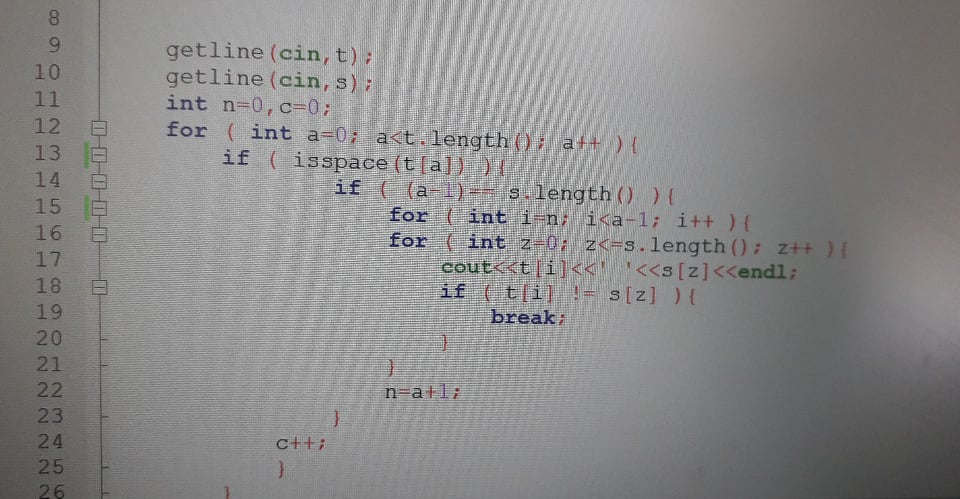 8
9 getline(cin,t);
10 getline(cin,s);
11 int n=0,c=0;
12 for ( int a=0; a<t.length(); a++ ){
13 if ( isspace(t[a]) ){
14 if ( (a-1)== s.length() ){
15 for ( int i=n; i<a-1; i++ ){
16 for ( int z=0; z<=s.length(); z++ ){
17 cout<<t[i]<<' '<<s[z]<<endl;
18 if ( t[i] != s[z] ){
19 break;
20 }
21 }
22 n=a+1;
23 }
24 c++;
25 }
26 }